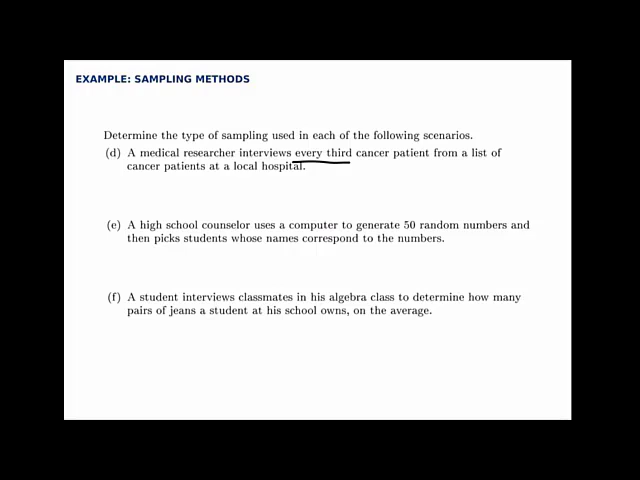 EXAMPLE: SAMPLING METHODS
Determine the type of sampling used in each of the following scenarios.
(d) A medical researcher interviews every third cancer patient from a list of
cancer patients at a local hospital.
(e) A high school counselor uses a computer to generate 50 random numbers and
then picks students whose names correspond to the numbers.
(f) A student interviews classmates in his algebra class to determine how many
pairs of jeans a student at his school owns, on the average.